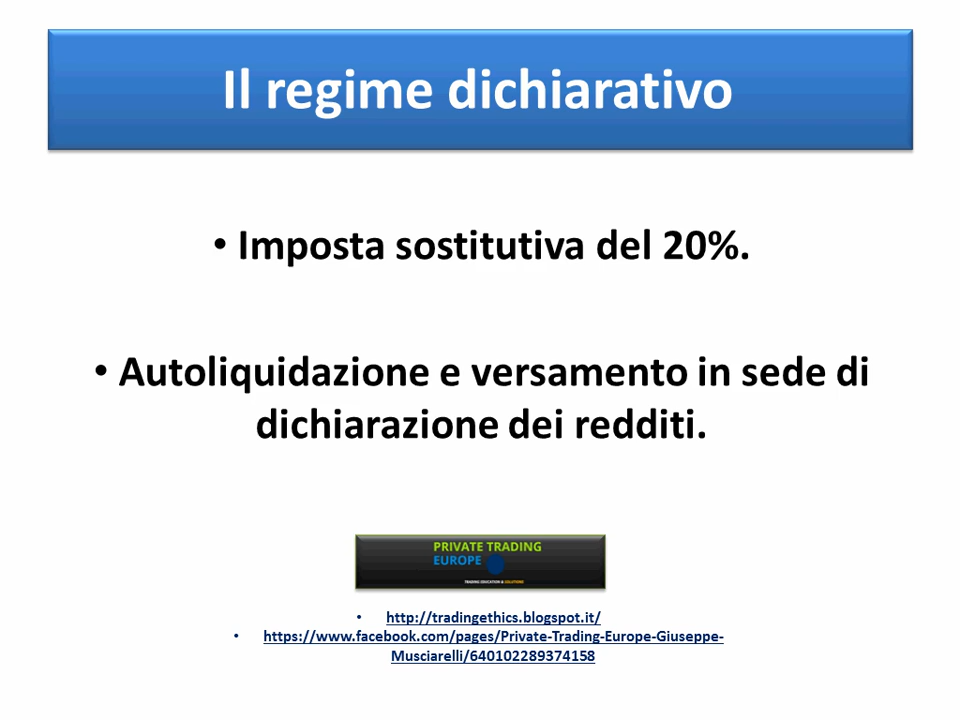 Il regime dichiarativo
• Imposta sostitutiva del 20%.
• Autoliquidazione e versamento in sede di
dichiarazione dei redditi.
PRIVATE TRADING
EUROPE
TRADING EDUCATION & SOLUTIONS
• http://tradingethics.blogspot.it/
• https://www.facebook.com/pages/Private-Trading-Europe-Giuseppe-
Musciarelli/640102289374158